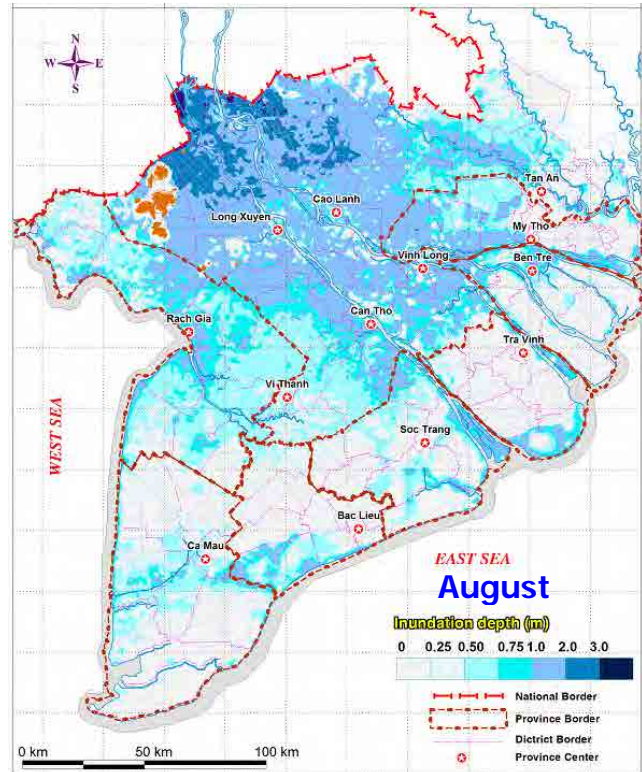 N
W E
S
Tan An
Cao Lanh
Long Xuyen
My Tho
Ben Tre
Vinh Long
Can Tho
Rach Gia
Tra Vinh
Vi Thanh
WEST SEA
Soc Trang
Bac Lieu
Ca Mau
EAST SEA
August
Inundation depth (m)
0 0.25 0.50 0.75 1.0 2.0 3.0
National Border
Province Border
Dictrict Border
Province Center
0 km 50 km 100 km